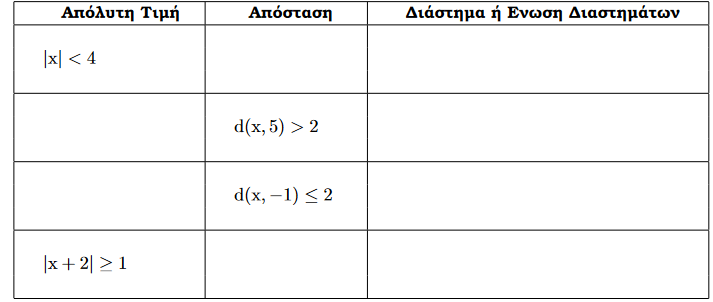 Απόλυτη Τιμή Απόσταση Διάστημα ή Ενωση Διαστημάτων
|x| < 4
d(x, 5) > 2
d(x, −1) ≤ 2
|x + 2| ≥ 1